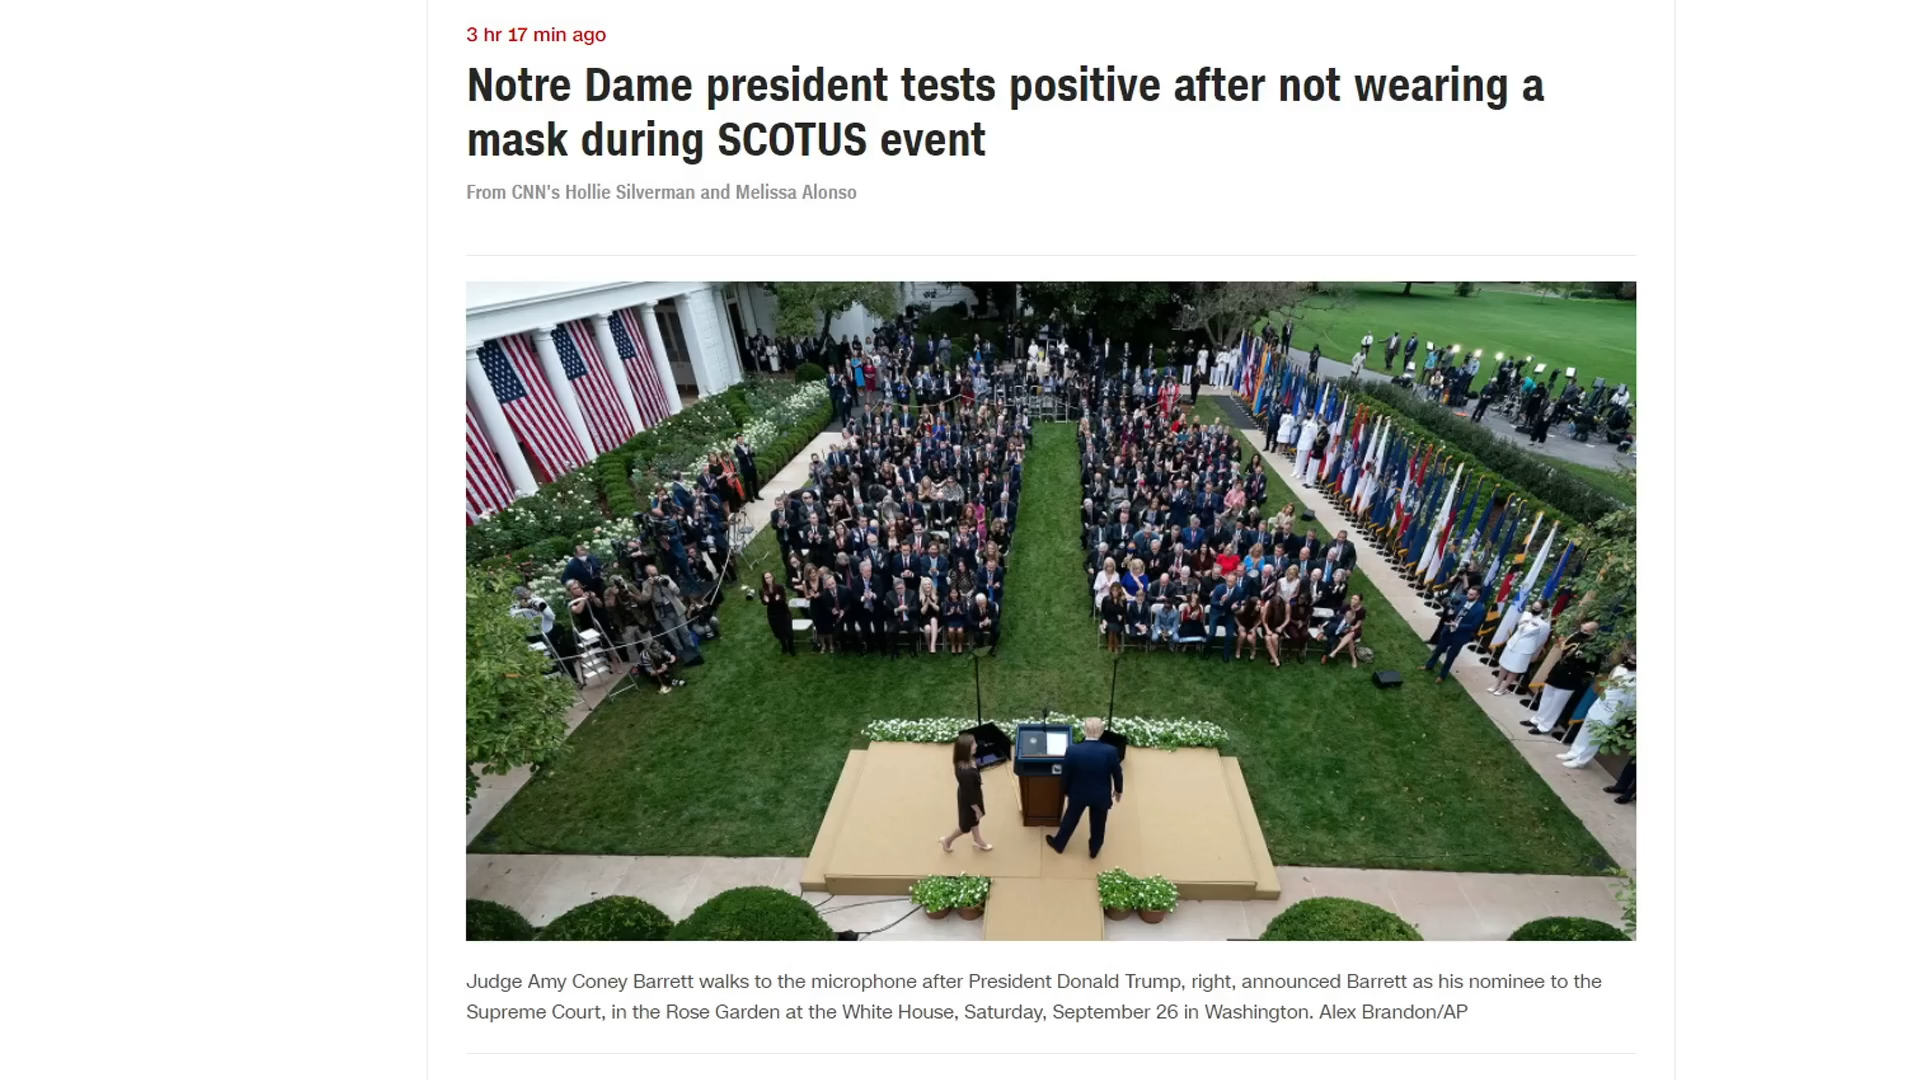 3 hr 17 min ago
Notre Dame president tests positive after not wearing a
mask during SCOTUS event
From CNN's Hollie Silverman and Melissa Alonso
Judge Amy Coney Barrett walks to the microphone after President Donald Trump, right, announced Barrett as his nominee to the
Supreme Court, in the Rose Garden at the White House, Saturday, September 26 in Washington. Alex Brandon/AP